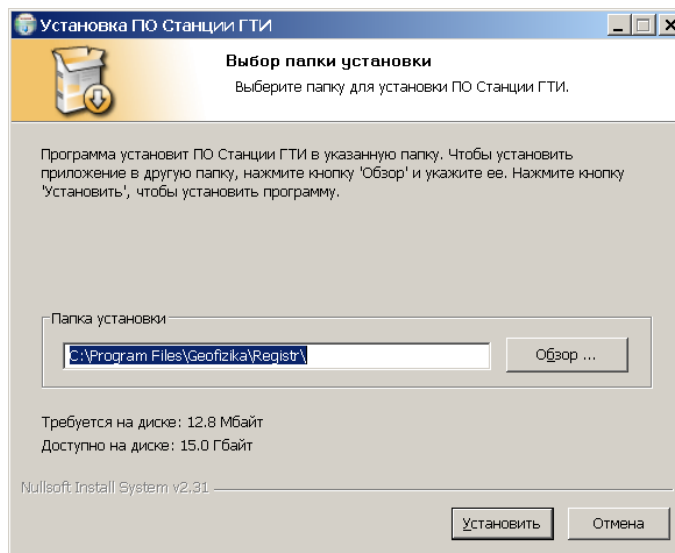 Установка ПО Станции ГТИ
Выбор папки установки
Выберите папку для установки ПО Станции ГТИ.
Программа установит ПО Станции ГТИ в указанную папку. Чтобы установить
приложение в другую папку, нажмите кнопку 'Обзор' и укажите ее. Нажмите кнопку
'Установить', чтобы установить программу.
Папка установки
C:\Program Files\Geofizika\Registr\
Обзор ...
Требуется на диске: 12.8 Мбайт
Доступно на диске: 15.0 Гбайт
Nullsoft Install System v2.31
Установить
Отмена